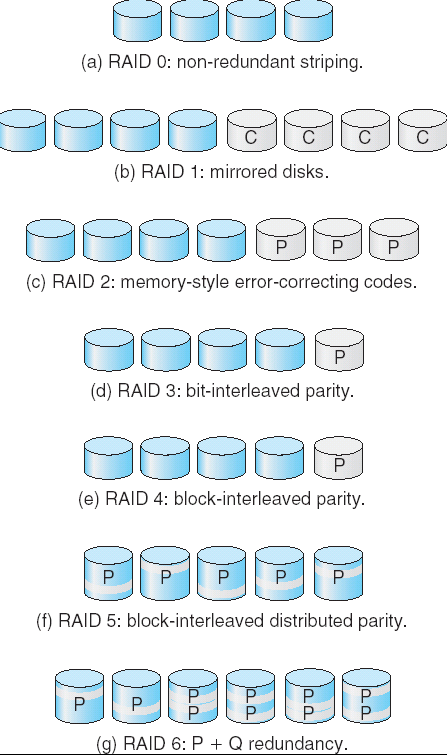 (a) RAID 0: non-redundant striping.
C C C C
(b) RAID 1: mirrored disks.
P P P
(c) RAID 2: memory-style error-correcting codes.
P
(d) RAID 3: bit-interleaved parity.
P
(e) RAID 4: block-interleaved parity.
P P P P P
(f) RAID 5: block-interleaved distributed parity.
P P P P P P
P P P P
(g) RAID 6: P + Q redundancy.